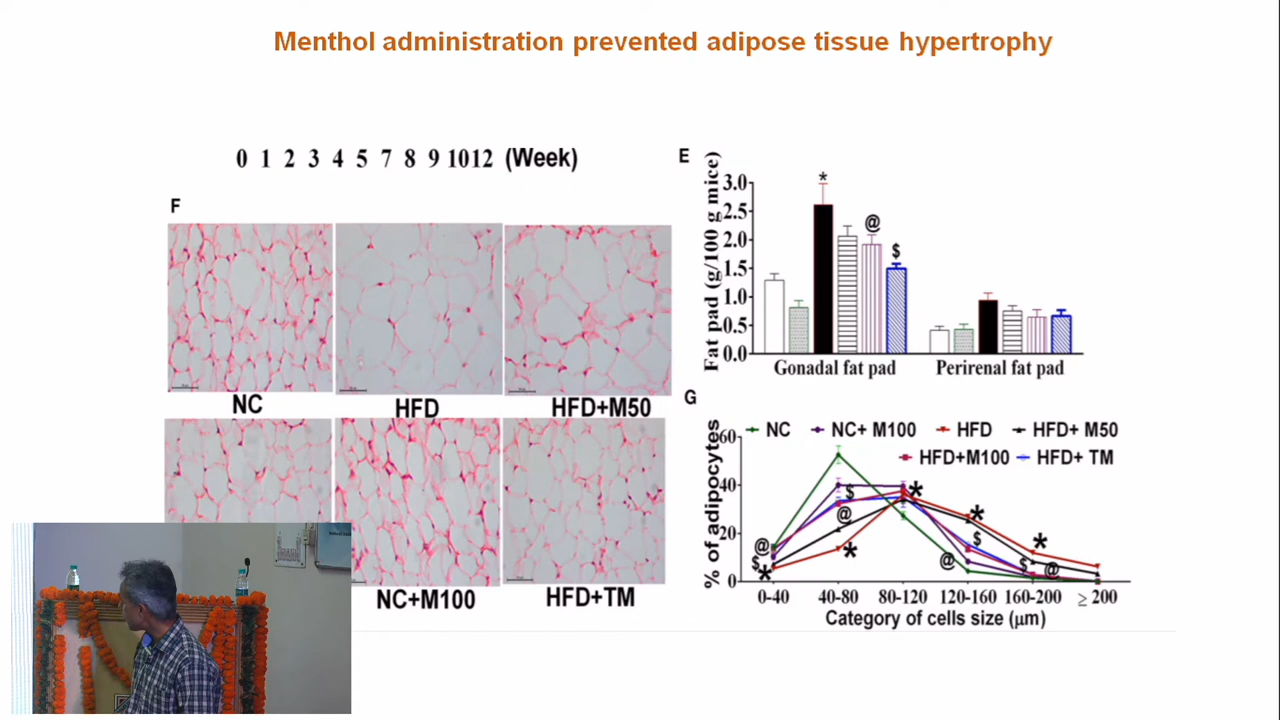 Menthol administration prevented adipose tissue hypertrophy
0 1 2 3 4 5 7 8 9 10 12 (Week)
F
NC
HFD
HFD+M50
NC+M100
HFD+TM
E
Fat pad (g/100 g mice)
3.0
2.5
2.0
1.5
1.0
0.5
0.0
*
@
$
Gonadal fat pad
Perirenal fat pad
G
NC
NC+ M100
HFD
HFD+ M50
HFD+M100
HFD+ TM
% of adipocytes
60
40
20
0
@
$
*
$
@
*
*
@
*
$
*
$
@
0-40
40-80
80-120
120-160
160-200
≥ 200
Category of cells size (μm)